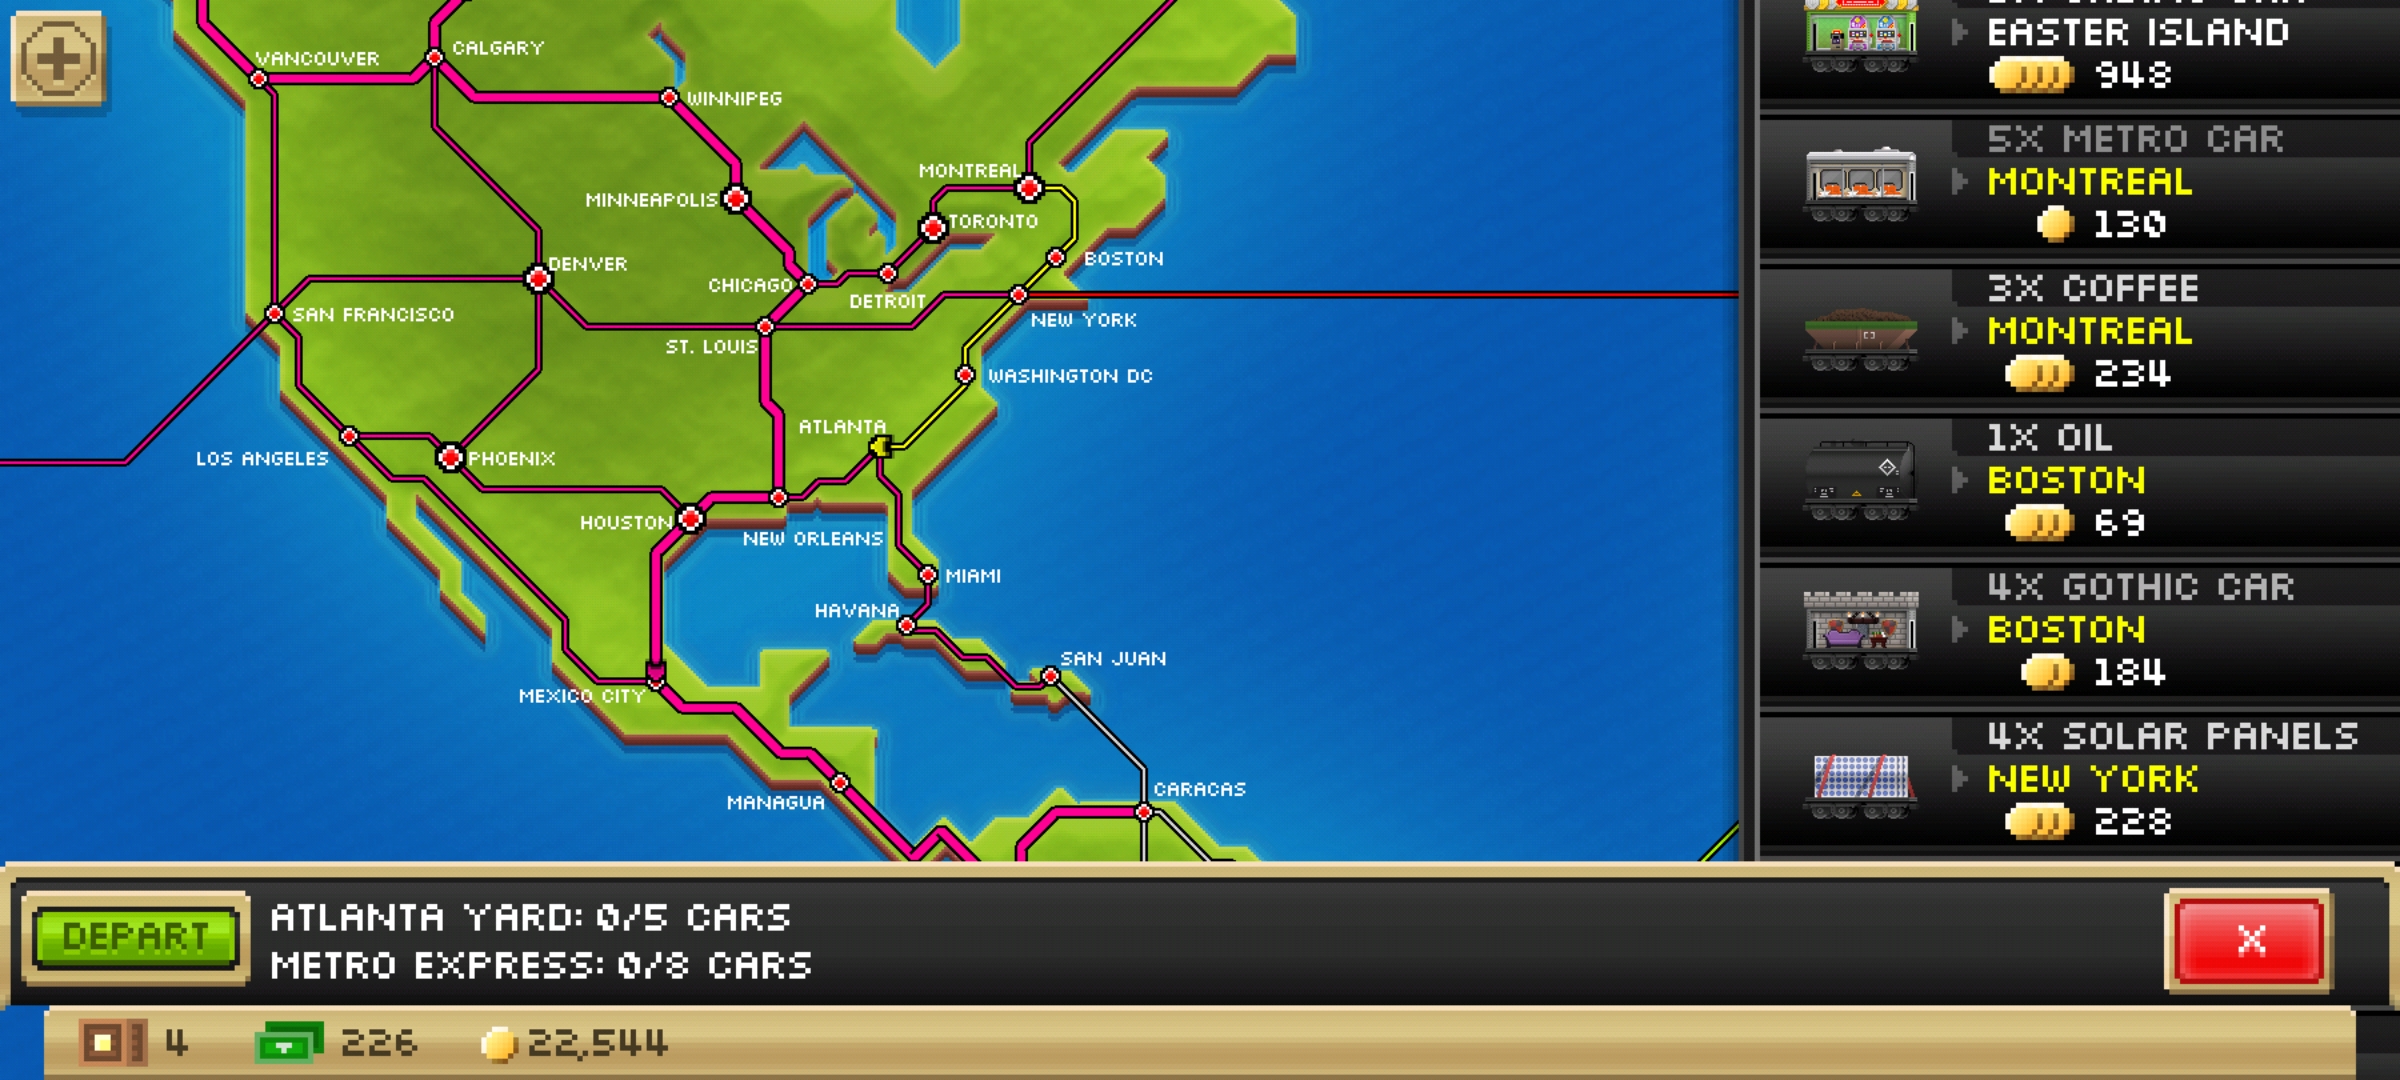 VANCOUVER
CALGARY
WINNIPEG
MINNEAPOLIS
MONTREAL
TORONTO
DENVER
CHICAGO
DETROIT
BOSTON
SAN FRANCISCO
NEW YORK
ST. LOUIS
WASHINGTON DC
ATLANTA
LOS ANGELES
PHOENIX
HOUSTON
NEW ORLEANS
MIAMI
HAVANA
SAN JUAN
MEXICO CITY
CARACAS
MANAGUA
EASTER ISLAND
948
5X METRO CAR
MONTREAL
130
3X COFFEE
MONTREAL
234
1X OIL
BOSTON
69
4X GOTHIC CAR
BOSTON
184
4X SOLAR PANELS
NEW YORK
228
DEPART
ATLANTA YARD: 0/5 CARS
METRO EXPRESS: 0/8 CARS
X
4
226
22,544